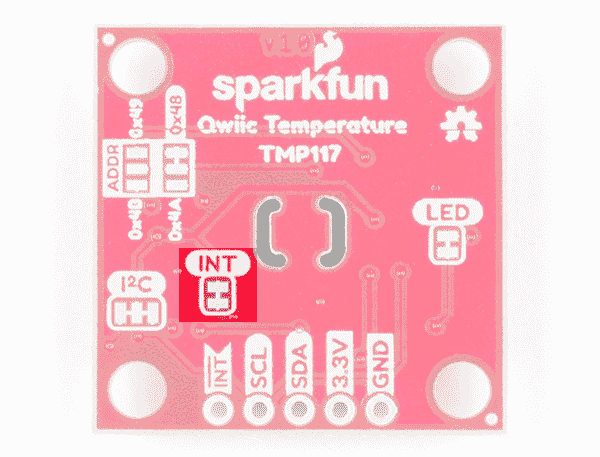 v10
sparkfun
Qwiic Temperature
TMP117
0x49
0x48
ADDR
0x4B
0x4A
LED
INT
I²C
INT
SCL
SDA
3.3V
GND